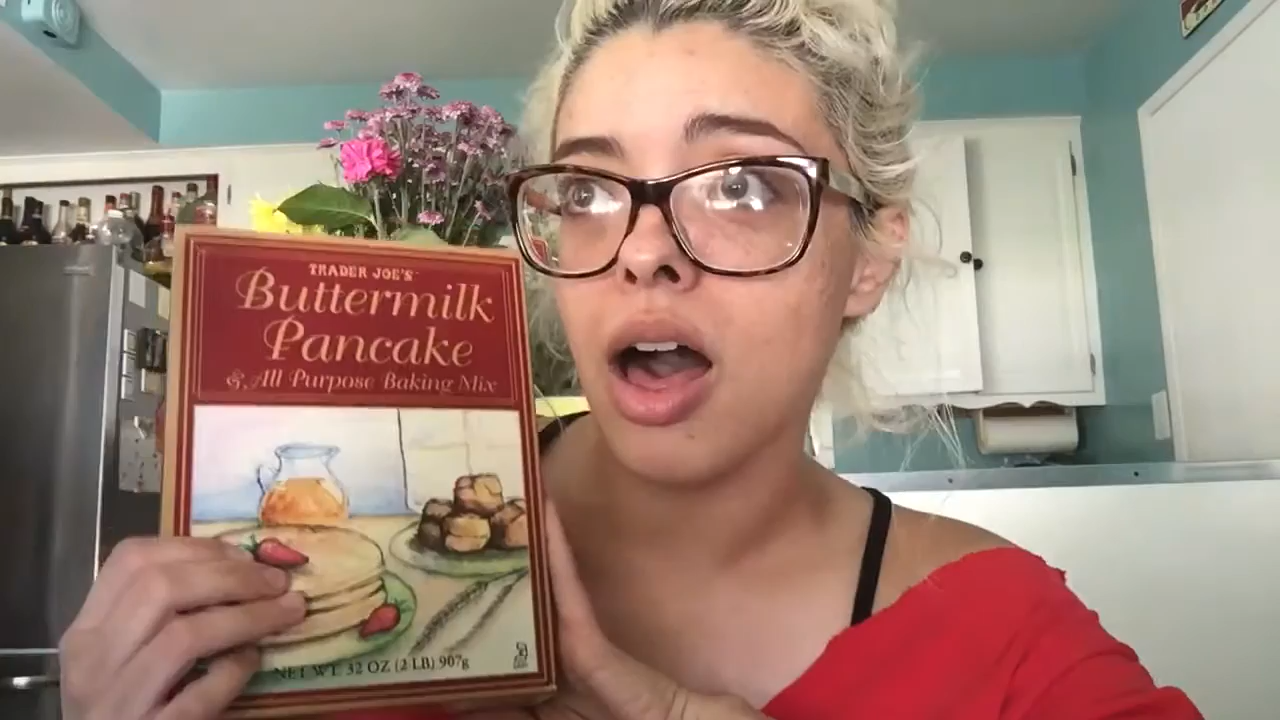 TRADER JOE'S
Buttermilk
Pancake
& All Purpose Baking Mix
NET WT. 32 OZ (2 LB) 907g